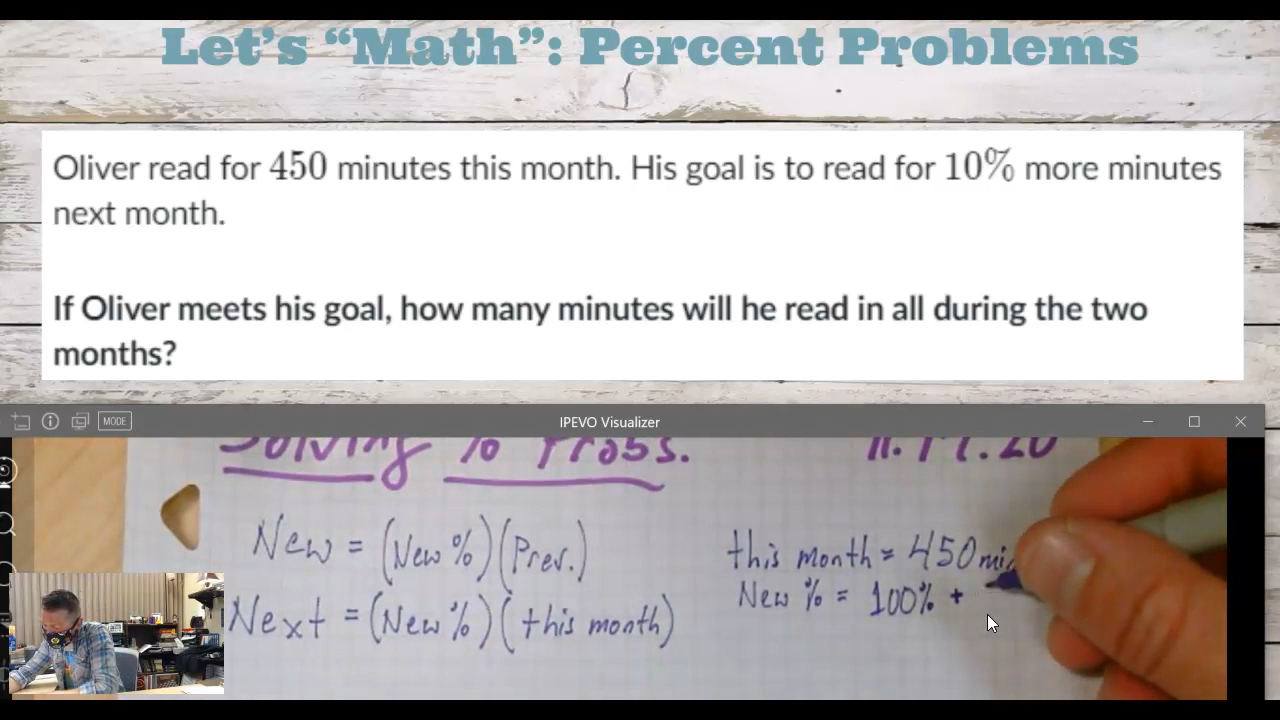 Let's "Math": Percent Problems
Oliver read for 450 minutes this month. His goal is to read for 10% more minutes
next month.
If Oliver meets his goal, how many minutes will he read in all during the two
months?
MODE
IPEVO Visualizer
Solving % Probs.
New = (New %)(Prev.)
Next = (New %)(this month)
this month = 450
New % = 100% +